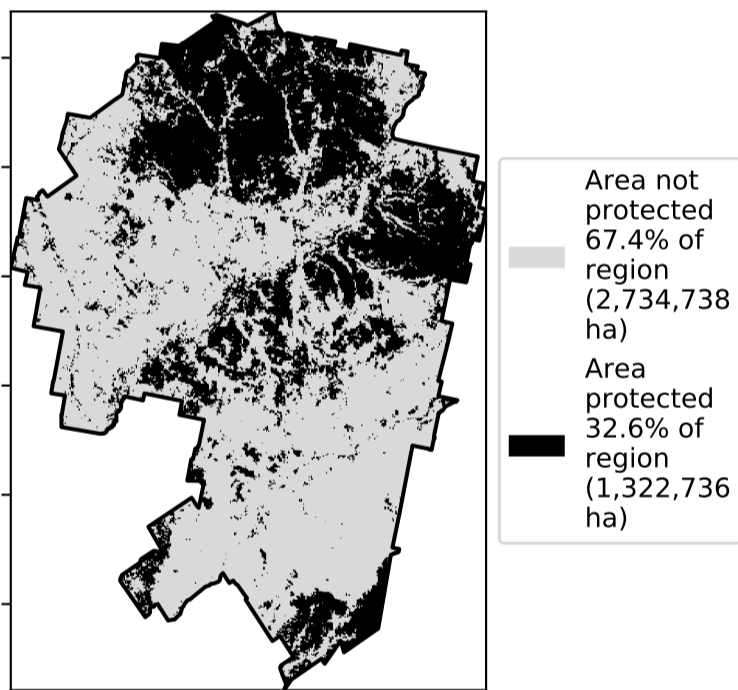 Area not
protected
67.4% of
region
(2,734,738
ha)
Area
protected
32.6% of
region
(1,322,736
ha)